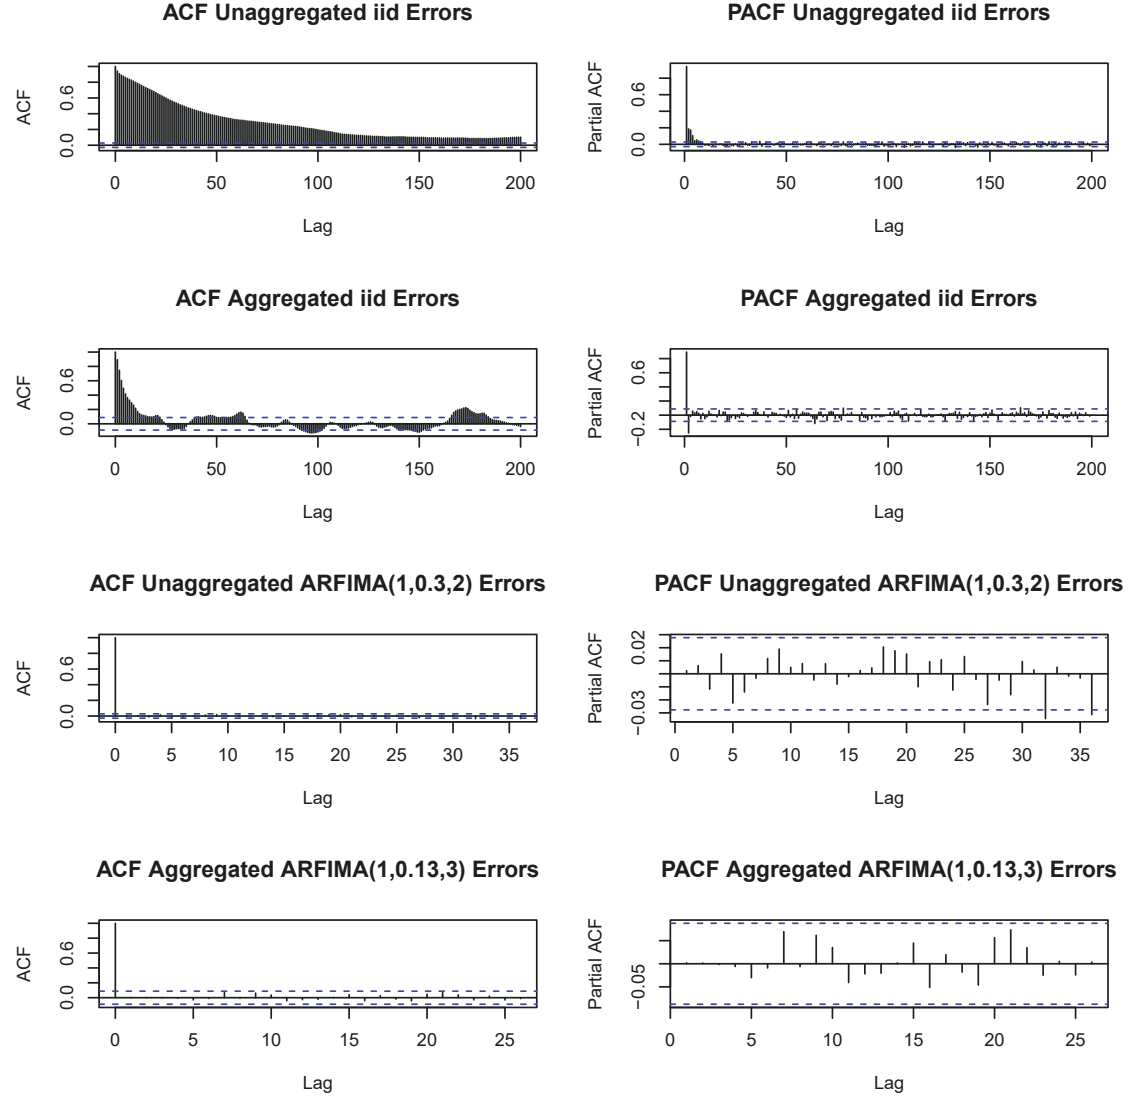 ACF Unaggregated iid Errors
ACF
0.0 0.6
0 50 100 150 200
Lag
PACF Unaggregated iid Errors
Partial ACF
0.0 0.6
0 50 100 150 200
Lag
ACF Aggregated iid Errors
ACF
0.0 0.6
0 50 100 150 200
Lag
PACF Aggregated iid Errors
Partial ACF
−0.2 0.6
0 50 100 150 200
Lag
ACF Unaggregated ARFIMA(1,0.3,2) Errors
ACF
0.0 0.6
0 5 10 15 20 25 30 35
Lag
PACF Unaggregated ARFIMA(1,0.3,2) Errors
Partial ACF
−0.03 0.02
0 5 10 15 20 25 30 35
Lag
ACF Aggregated ARFIMA(1,0.13,3) Errors
ACF
0.0 0.6
0 5 10 15 20 25
Lag
PACF Aggregated ARFIMA(1,0.13,3) Errors
Partial ACF
−0.05
0 5 10 15 20 25
Lag